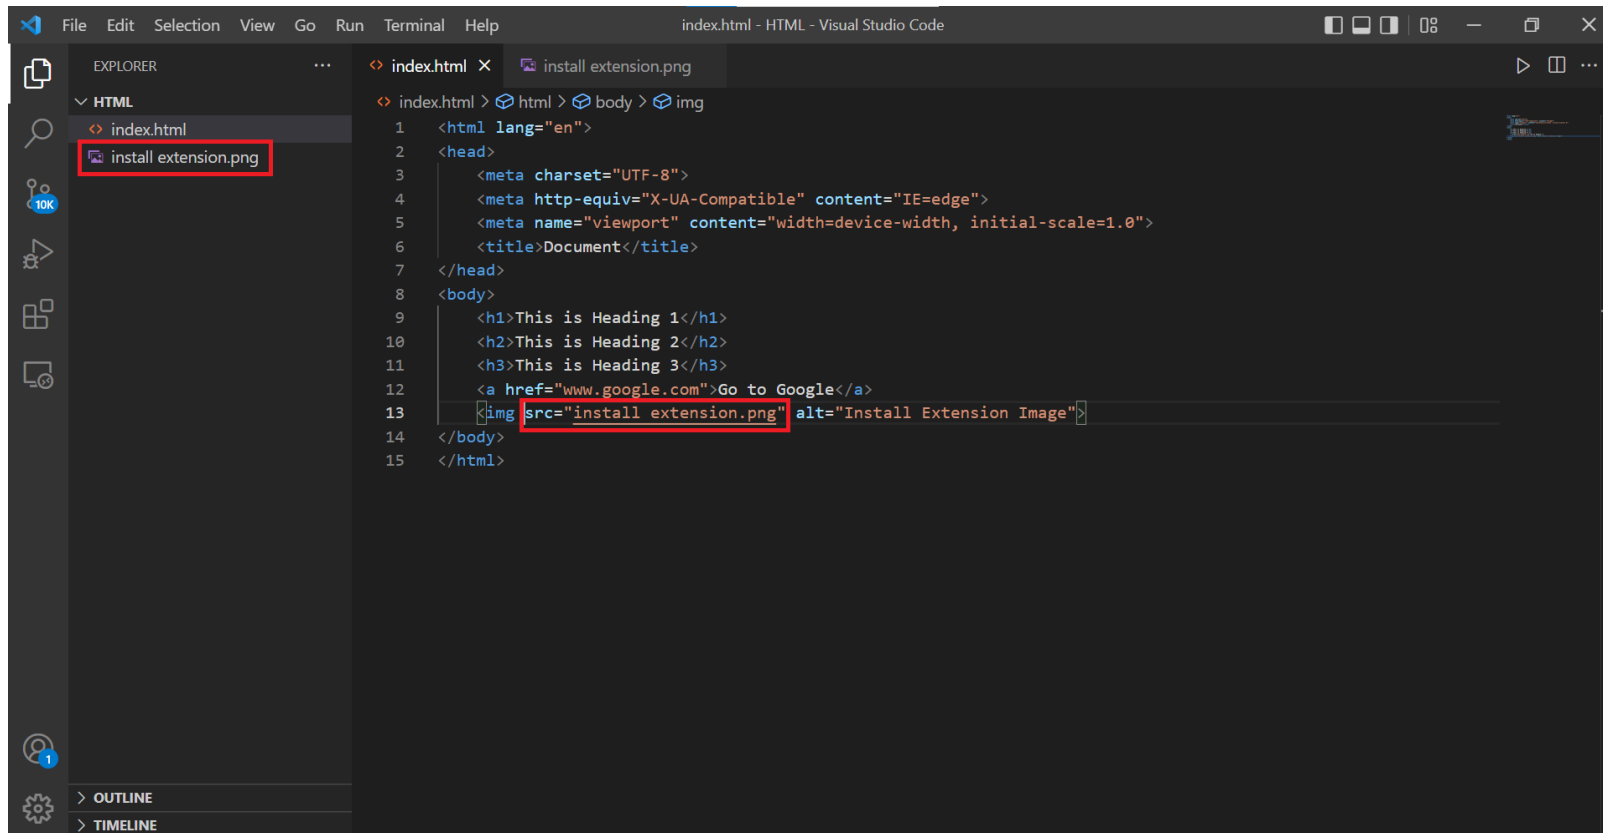 File Edit Selection View Go Run Terminal Help index.html - HTML - Visual Studio Code
EXPLORER
HTML
index.html
install extension.png
10K
1
OUTLINE
TIMELINE
index.html install extension.png
index.html > html > body > img
1 <html lang="en">
2 <head>
3 <meta charset="UTF-8">
4 <meta http-equiv="X-UA-Compatible" content="IE=edge">
5 <meta name="viewport" content="width=device-width, initial-scale=1.0">
6 <title>Document</title>
7 </head>
8 <body>
9 <h1>This is Heading 1</h1>
10 <h2>This is Heading 2</h2>
11 <h3>This is Heading 3</h3>
12 <a href="www.google.com">Go to Google</a>
13 <img src="install extension.png" alt="Install Extension Image">
14 </body>
15 </html>